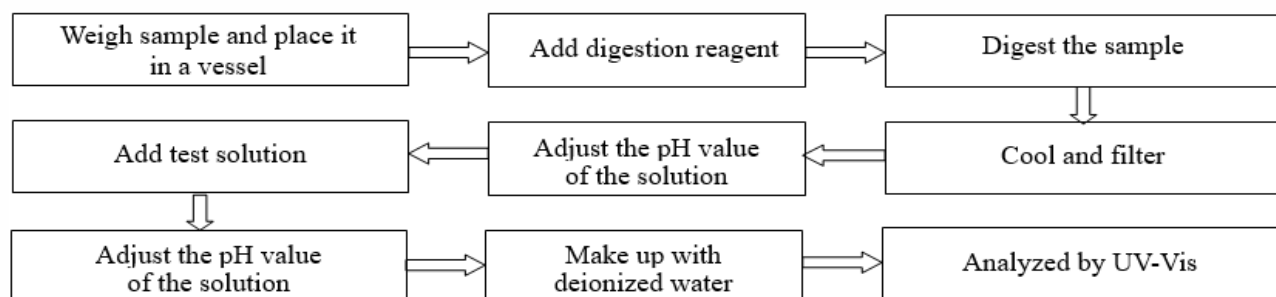 Weigh sample and place it
in a vessel
Add digestion reagent
Digest the sample
Cool and filter
Adjust the pH value
of the solution
Add test solution
Adjust the pH value
of the solution
Make up with
deionized water
Analyzed by UV-Vis